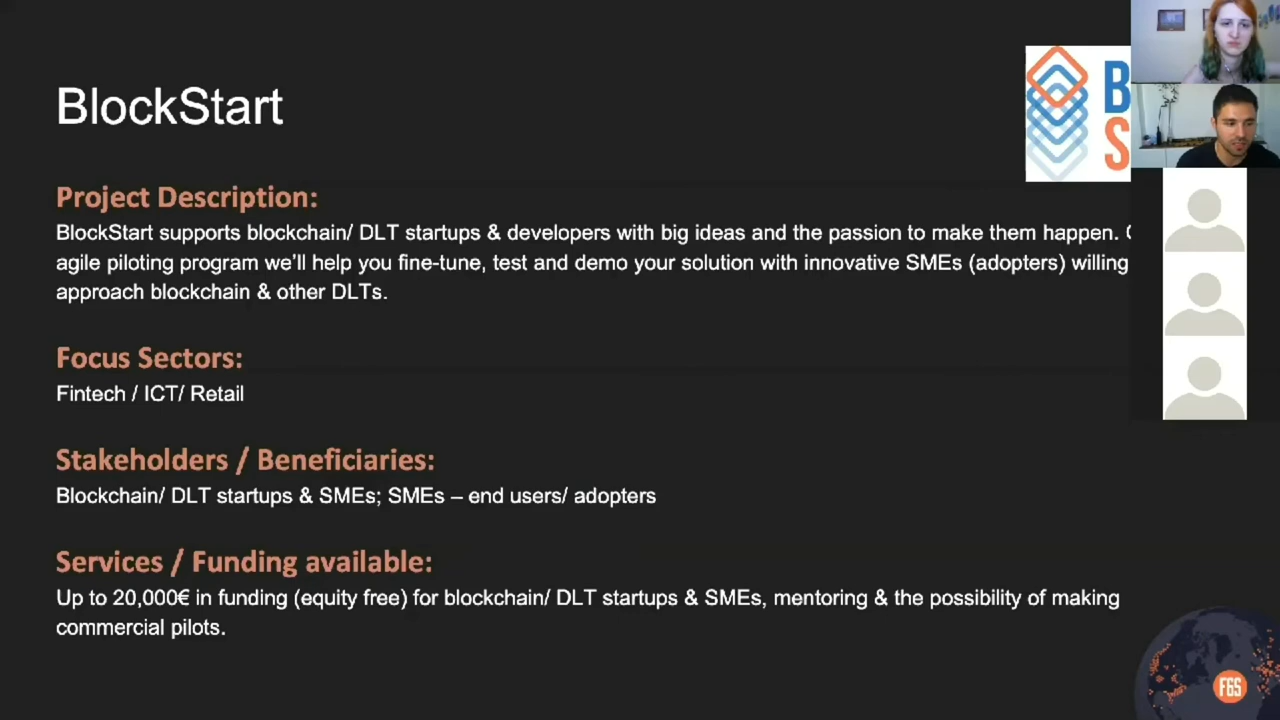 BlockStart
B
S
Project Description:
BlockStart supports blockchain/ DLT startups & developers with big ideas and the passion to make them happen.
agile piloting program we'll help you fine-tune, test and demo your solution with innovative SMEs (adopters) willing
approach blockchain & other DLTs.
Focus Sectors:
Fintech / ICT/ Retail
Stakeholders / Beneficiaries:
Blockchain/ DLT startups & SMEs; SMEs – end users/ adopters
Services / Funding available:
Up to 20,000€ in funding (equity free) for blockchain/ DLT startups & SMEs, mentoring & the possibility of making
commercial pilots.
F6S